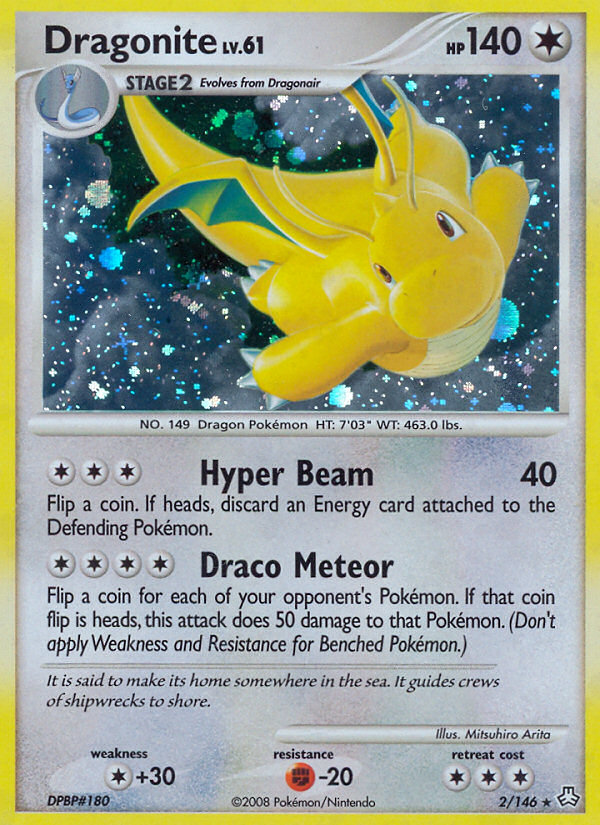 Dragonite LV.61 HP 140
STAGE2 Evolves from Dragonair
NO. 149 Dragon Pokémon HT: 7'03" WT: 463.0 lbs.
Hyper Beam 40
Flip a coin. If heads, discard an Energy card attached to the
Defending Pokémon.
Draco Meteor
Flip a coin for each of your opponent's Pokémon. If that coin
flip is heads, this attack does 50 damage to that Pokémon. (Don't
apply Weakness and Resistance for Benched Pokémon.)
It is said to make its home somewhere in the sea. It guides crews
of shipwrecks to shore.
Illus. Mitsuhiro Arita
weakness resistance retreat cost
+30 -20
DPBP#180 ©2008 Pokémon/Nintendo 2/146